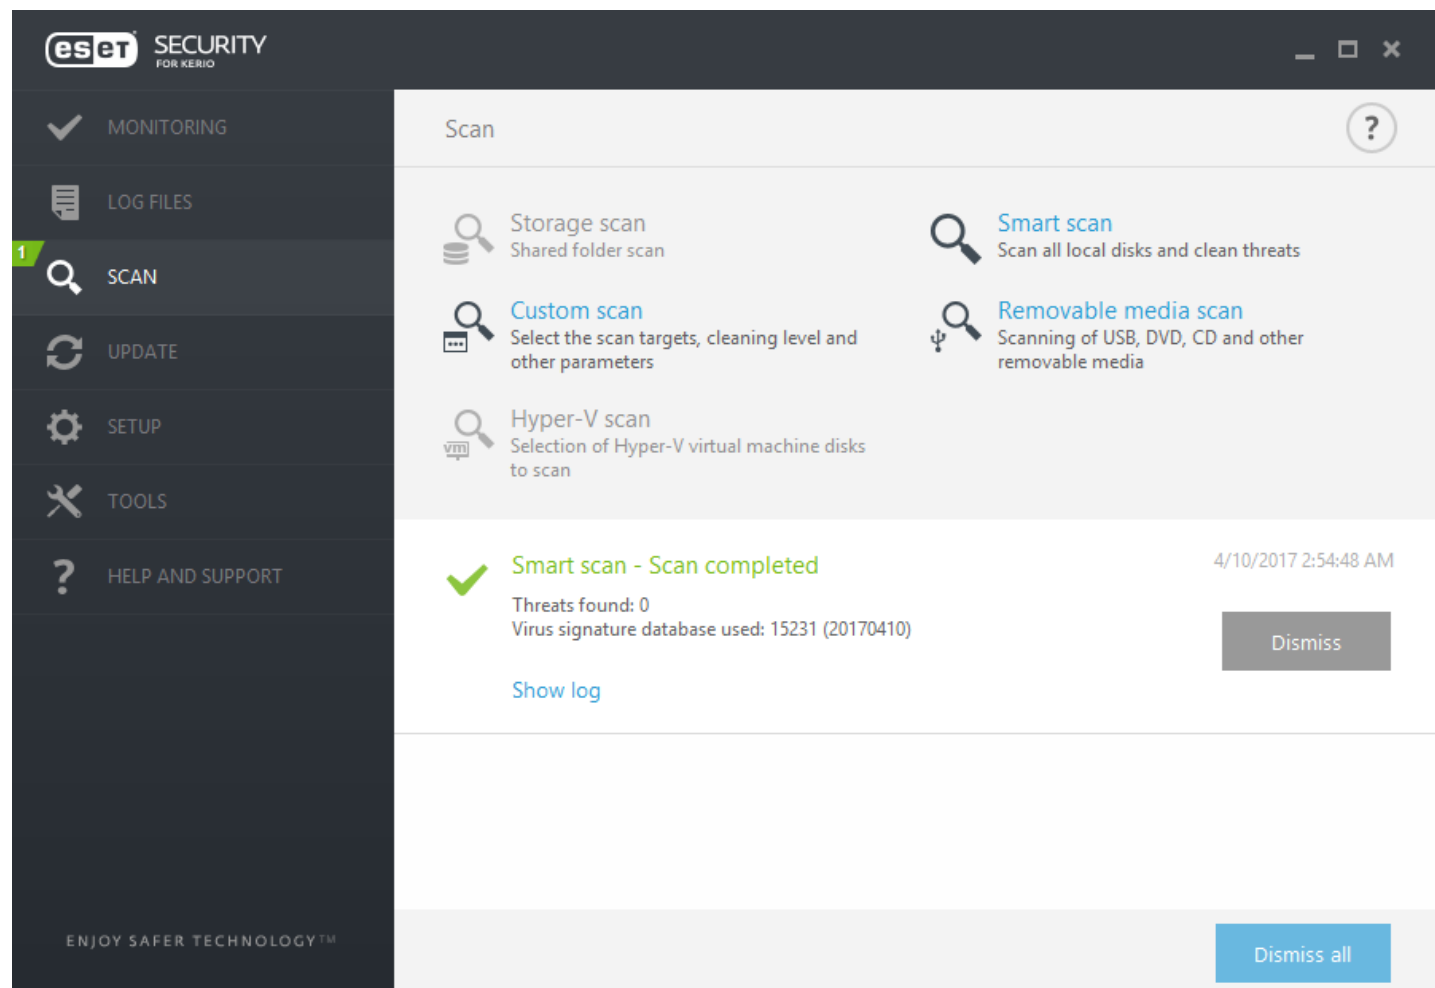 eset SECURITY
FOR KERIO
MONITORING
LOG FILES
1
SCAN
UPDATE
SETUP
TOOLS
HELP AND SUPPORT
ENJOY SAFER TECHNOLOGY™
Scan
?
Storage scan
Shared folder scan
Smart scan
Scan all local disks and clean threats
Custom scan
Select the scan targets, cleaning level and
other parameters
Removable media scan
Scanning of USB, DVD, CD and other
removable media
vm
Hyper-V scan
Selection of Hyper-V virtual machine disks
to scan
Smart scan - Scan completed
4/10/2017 2:54:48 AM
Threats found: 0
Virus signature database used: 15231 (20170410)
Dismiss
Show log
Dismiss all